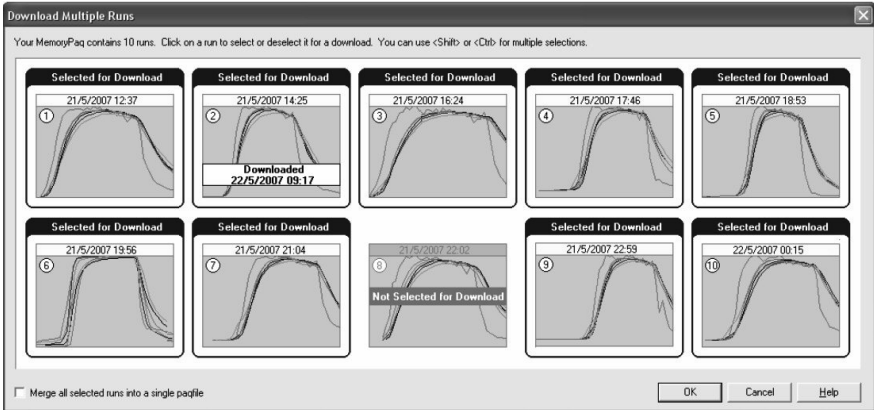 Download Multiple Runs
Your MemoryPaq contains 10 runs. Click on a run to select or deselect it for a download. You can use <Shift> or <Ctrl> for multiple selections.
Selected for Download
21/5/2007 12:37
1
Selected for Download
21/5/2007 14:25
2
Downloaded
22/5/2007 09:17
Selected for Download
21/5/2007 16:24
3
Selected for Download
21/5/2007 17:46
4
Selected for Download
21/5/2007 18:53
5
Selected for Download
21/5/2007 19:56
6
Selected for Download
21/5/2007 21:04
7
21/5/2007 22:02
8
Not Selected for Download
Selected for Download
21/5/2007 22:59
9
Selected for Download
22/5/2007 00:15
10
Merge all selected runs into a single paqfile
OK
Cancel
Help